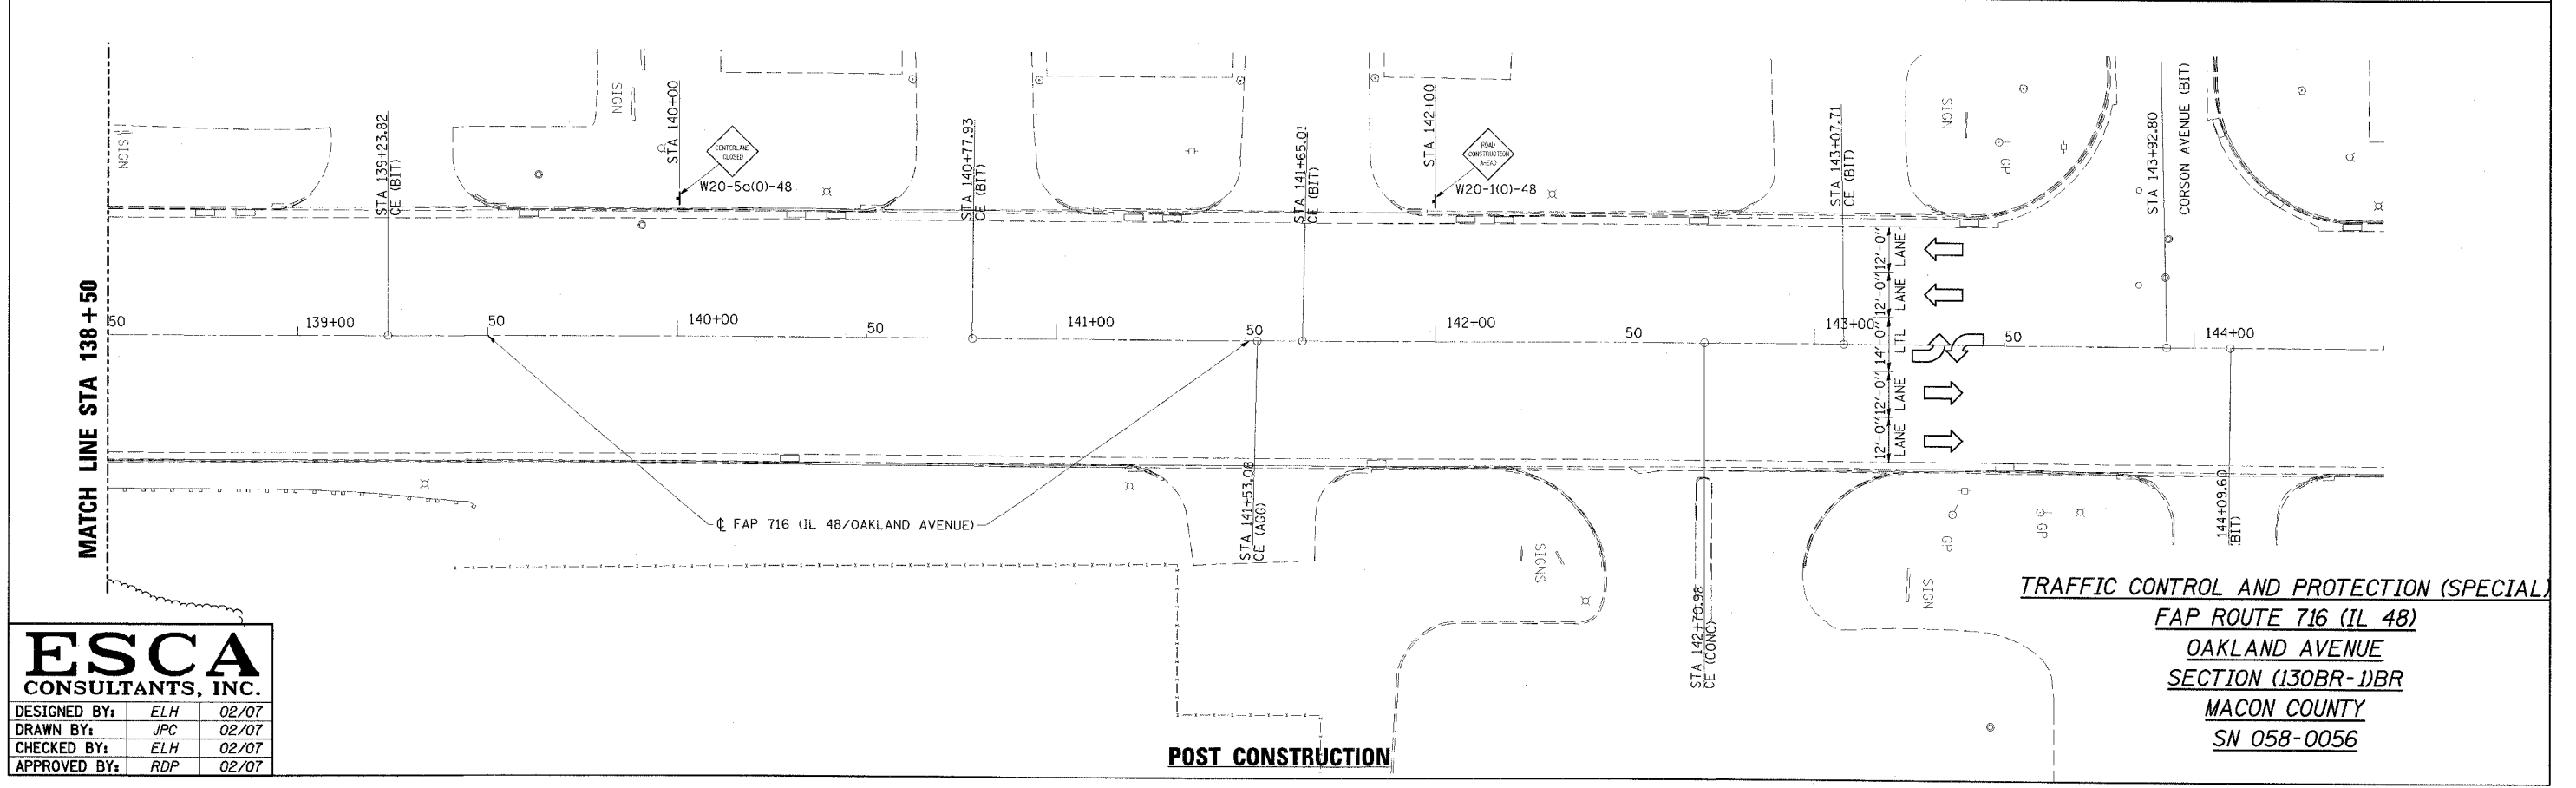 MATCH LINE STA 138+50
SIGN
STA 139+23.82
CE (BIT)
SIGN
STA 140+00
CENTERLANE
CLOSED
W20-5c(0)-48
STA 140+77.93
CE (BIT)
STA 141+65.01
CE (BIT)
STA 142+00
ROAD
CONSTRUCTION
AHEAD
W20-1(0)-48
STA 143+07.71
CE (BIT)
SIGN
GP
STA 143+92.80
CORSON AVENUE (BIT)
12'-0" LANE
12'-0" LANE
14'-0" LTL
12'-0" LANE
12'-0" LANE
50
139+00
50
140+00
50
141+00
50
142+00
50
143+00
50
144+00
℄ FAP 716 (IL 48/OAKLAND AVENUE)
STA 141+53.08
CE (AGG)
SIGNS
STA 142+70.98
CE (CONC)
SIGN
GP
GP
144+09.60
(BIT)
TRAFFIC CONTROL AND PROTECTION (SPECIAL)
FAP ROUTE 716 (IL 48)
OAKLAND AVENUE
SECTION (130BR-1)BR
MACON COUNTY
SN 058-0056
ESCA
CONSULTANTS, INC.
DESIGNED BY: ELH 02/07
DRAWN BY: JPC 02/07
CHECKED BY: ELH 02/07
APPROVED BY: RDP 02/07
POST CONSTRUCTION